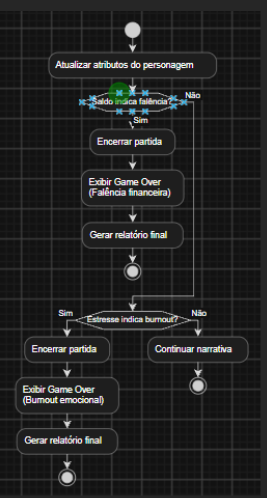 Atualizar atributos do personagem
Saldo indica falência?
Não
Sim
Encerrar partida
Exibir Game Over
(Falência financeira)
Gerar relatório final
Sim
Estresse indica burnout?
Não
Encerrar partida
Continuar narrativa
Exibir Game Over
(Burnout emocional)
Gerar relatório final